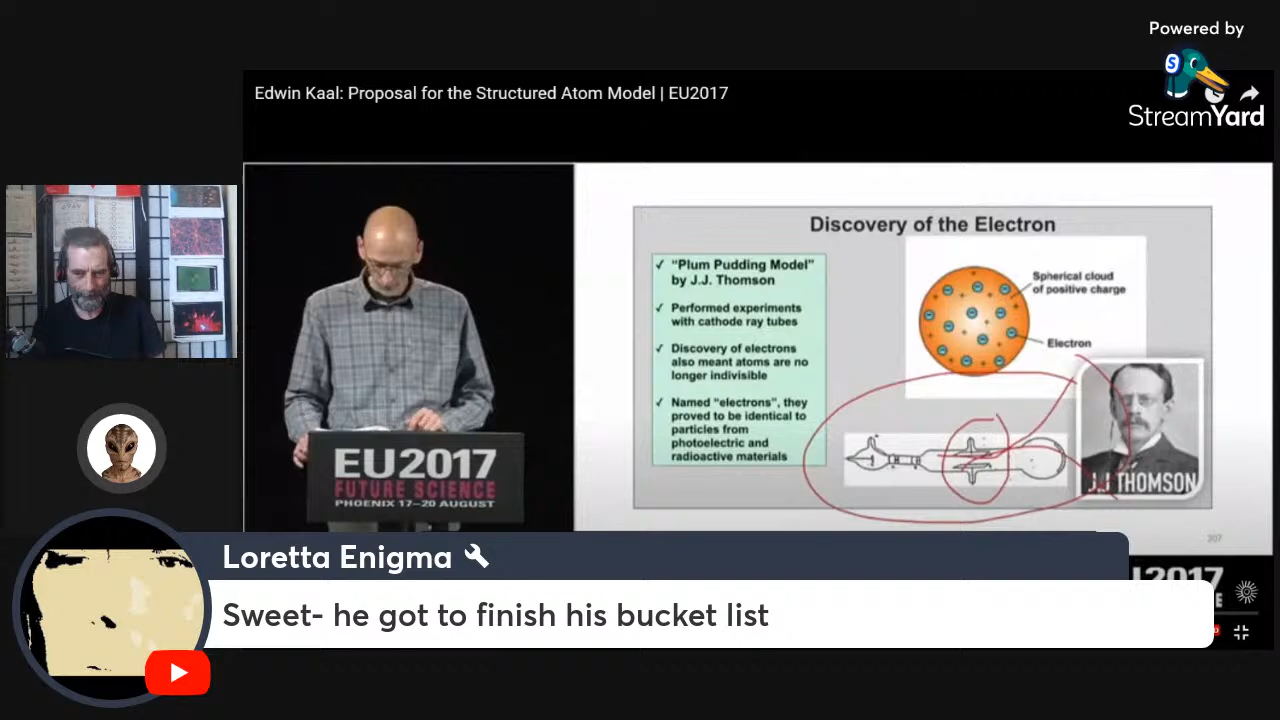 Powered by
StreamYard
Edwin Kaal: Proposal for the Structured Atom Model | EU2017
Discovery of the Electron
✓ “Plum Pudding Model”
by J.J. Thomson
✓ Performed experiments
with cathode ray tubes
✓ Discovery of electrons
also meant atoms are no
longer indivisible
✓ Named “electrons”, they
proved to be identical to
particles from
photoelectric and
radioactive materials
Spherical cloud
of positive charge
Electron
J.J THOMSON
207
EU2017
FUTURE SCIENCE
PHOENIX 17–20 AUGUST
Loretta Enigma
Sweet- he got to finish his bucket list